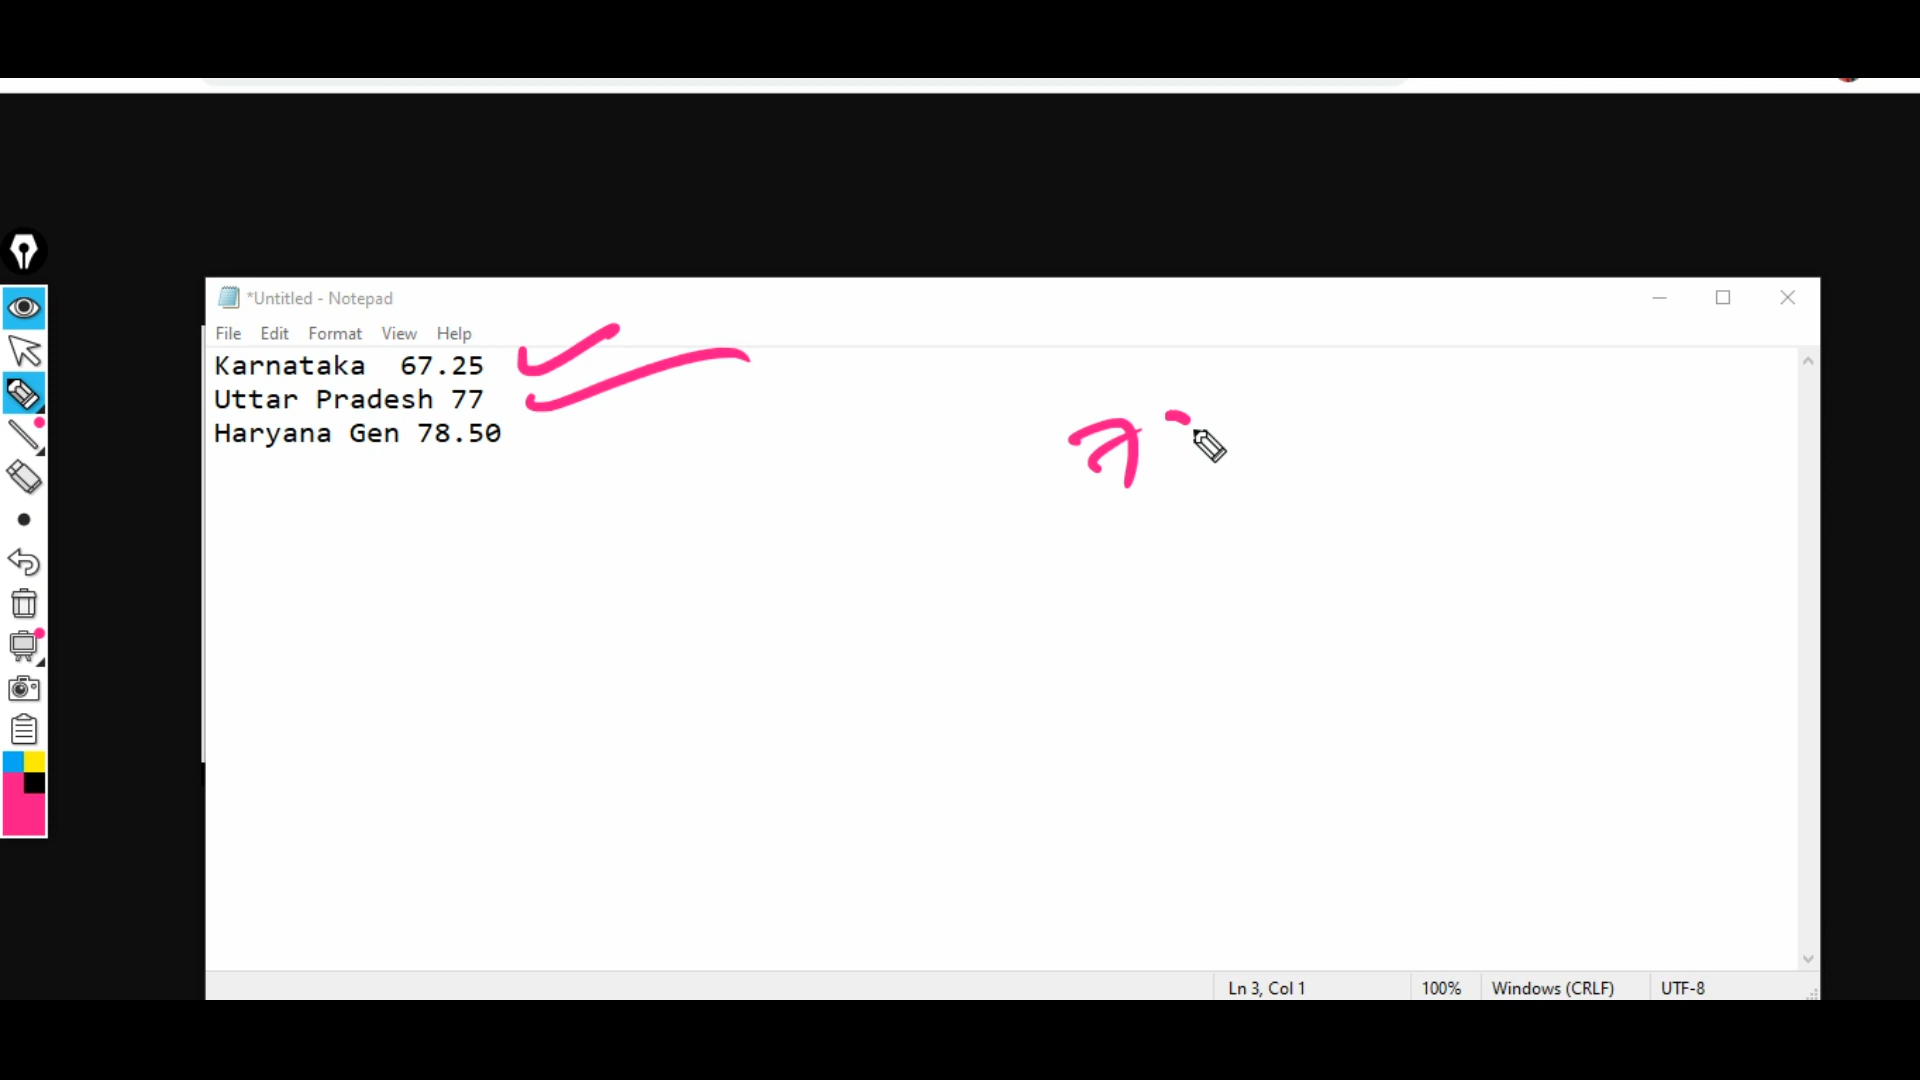 *Untitled - Notepad
File Edit Format View Help
Karnataka  67.25
Uttar Pradesh 77
Haryana Gen 78.50
7
Ln 3, Col 1 100% Windows (CRLF) UTF-8